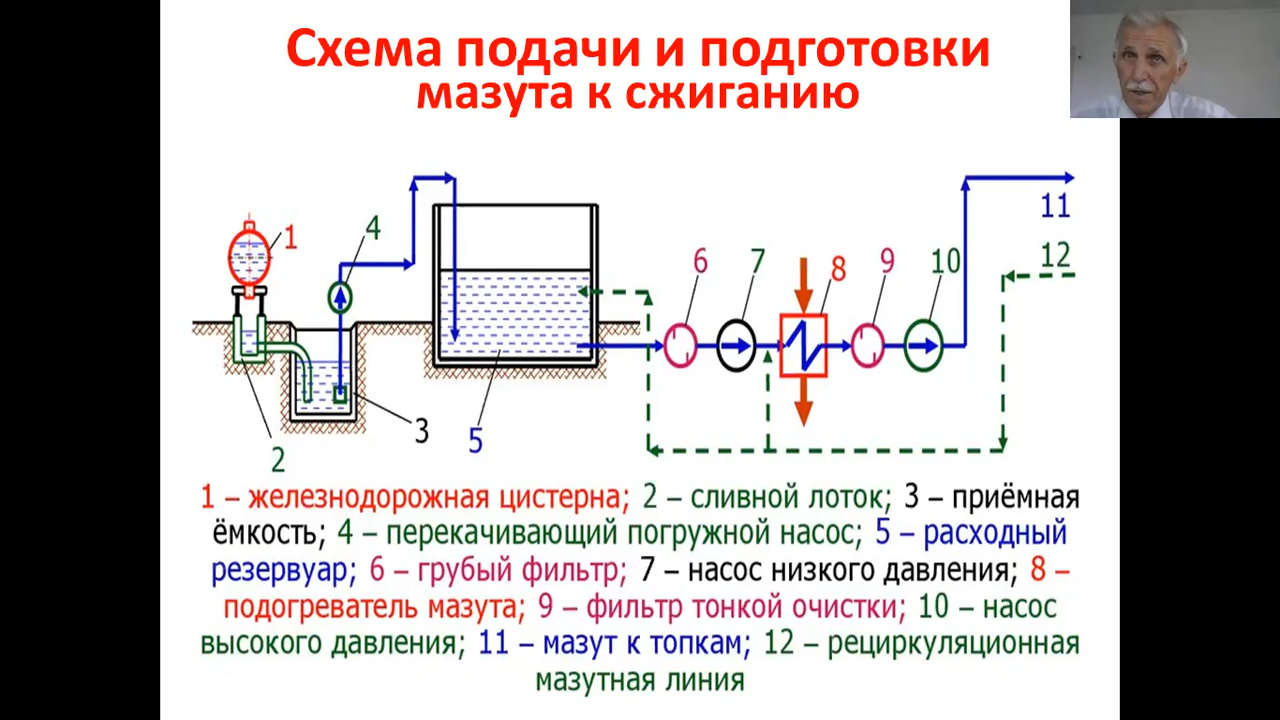 Схема подачи и подготовки
мазута к сжиганию
1
4
11
6
7
8
9
10
12
3
5
2
1 – железнодорожная цистерна; 2 – сливной лоток; 3 – приёмная
ёмкость; 4 – перекачивающий погружной насос; 5 – расходный
резервуар; 6 – грубый фильтр; 7 – насос низкого давления; 8 –
подогреватель мазута; 9 – фильтр тонкой очистки; 10 – насос
высокого давления; 11 – мазут к топкам; 12 – рециркуляционная
мазутная линия